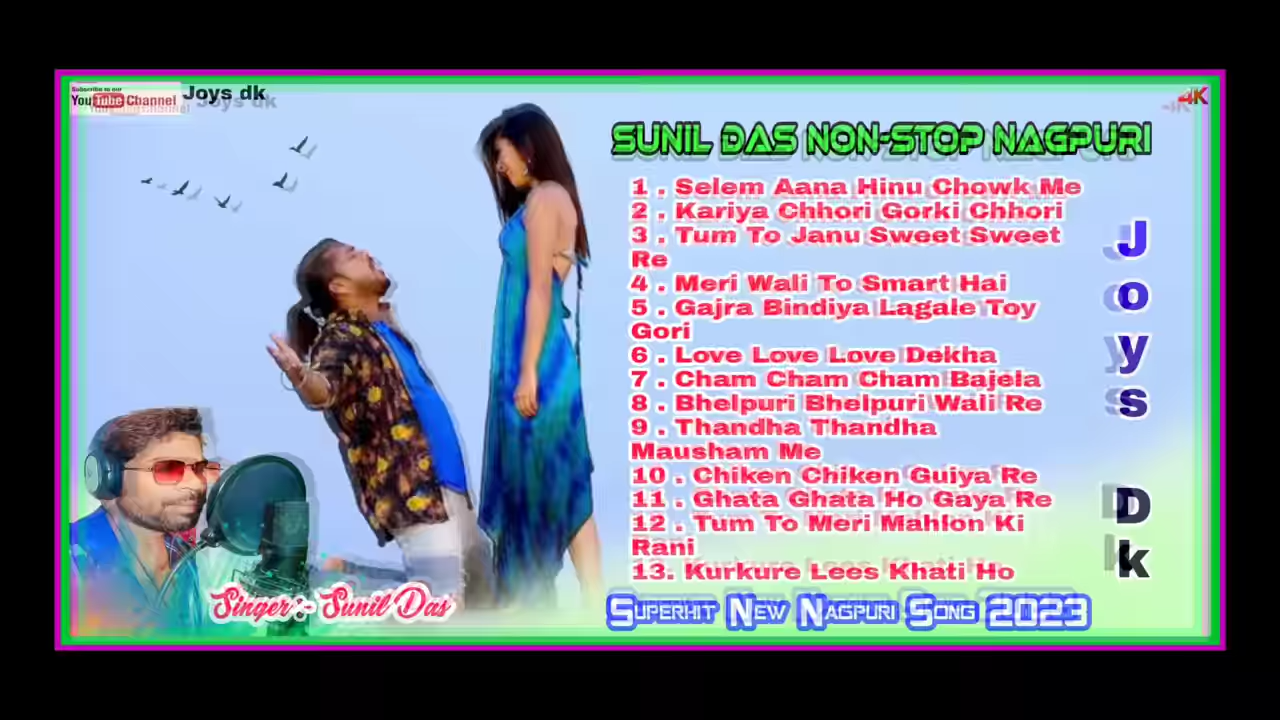 Subscribe to our
YouTube Channel
Joys dk
4K
SUNIL DAS NON-STOP NAGPURI
1 . Selem Aana Hinu Chowk Me
2 . Kariya Chhori Gorki Chhori
3 . Tum To Janu Sweet Sweet
Re
4 . Meri Wali To Smart Hai
5 . Gajra Bindiya Lagale Toy
Gori
6 . Love Love Love Dekha
7 . Cham Cham Cham Bajela
8 . Bhelpuri Bhelpuri Wali Re
9 . Thandha Thandha
Mausham Me
10 . Chiken Chiken Guiya Re
11 . Ghata Ghata Ho Gaya Re
12 . Tum To Meri Mahlon Ki
Rani
13. Kurkure Lees Khati Ho
Joys Dk
Singer :- Sunil Das
Superhit New Nagpuri Song 2023